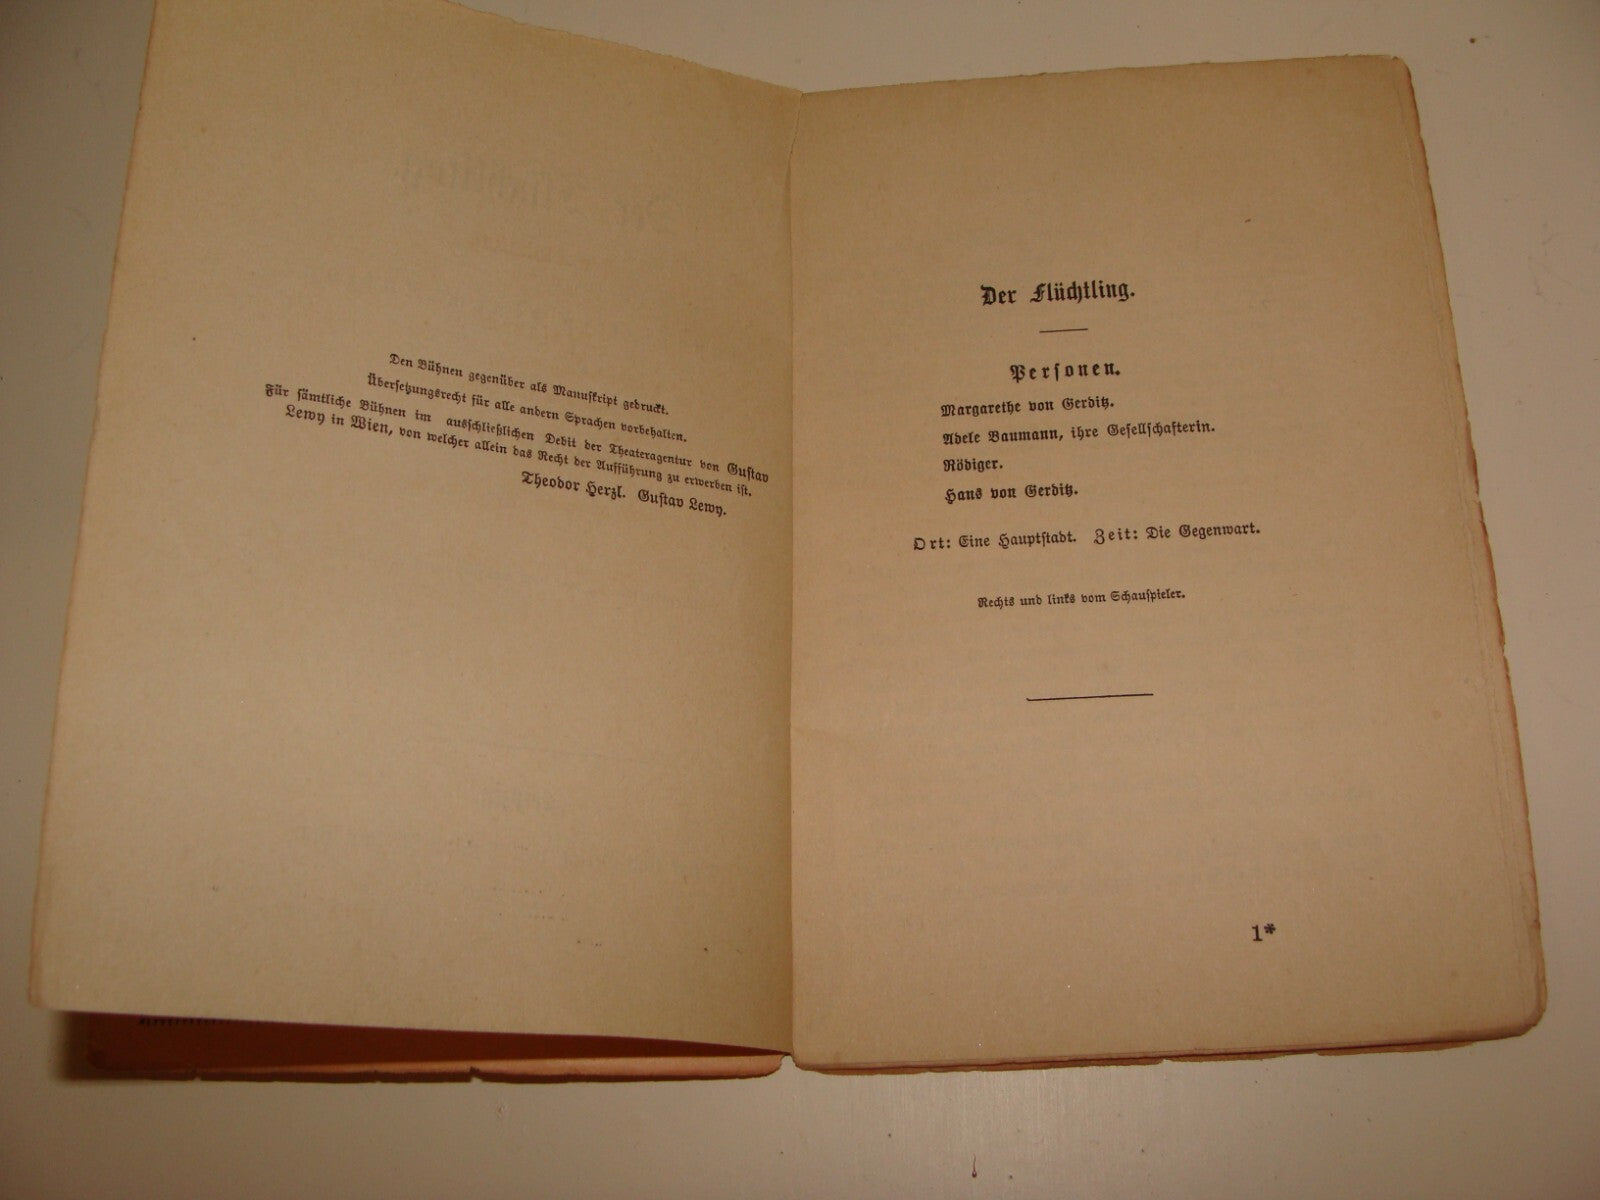 Den Bühnen gegenüber als Manuſkript gedruckt.
Überſetzungsrecht für alle andern Sprachen vorbehalten.
Für ſämtliche Bühnen im ausſchließlichen Debit der Theateragentur von Guſtav
Lewy in Wien, von welcher allein das Recht der Aufführung zu erwerben iſt.
Theodor Herzl. Guſtav Lewy.
Der Flüchtling.
Perſonen.
Margarethe von Gerditz.
Adele Baumann, ihre Geſellſchafterin.
Rödiger.
Hans von Gerditz.
Ort: Eine Hauptſtadt. Zeit: Die Gegenwart.
Rechts und links vom Schauſpieler.
1*